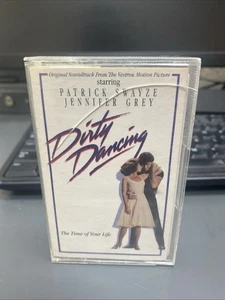 Original Soundtrack From The Vestron Motion Picture
starring
PATRICK SWAYZE
JENNIFER GREY
Dirty
Dancing
The Time of Your Life